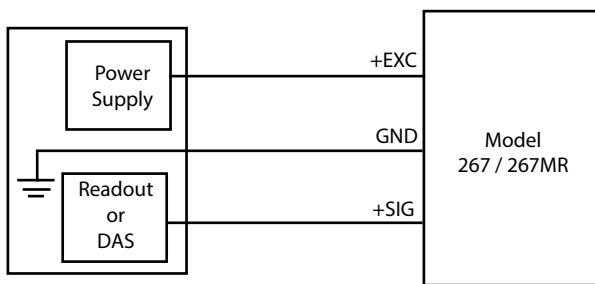 Power
Supply
+EXC
GND
Model
267 / 267MR
Readout
or
DAS
+SIG